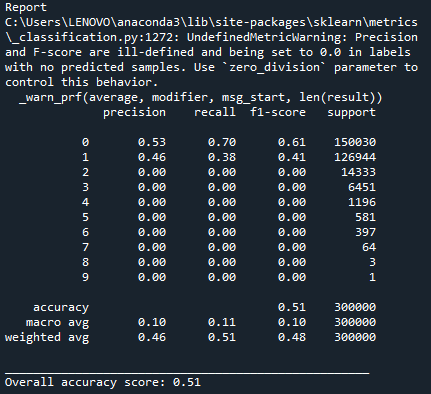 Report
C:\Users\LENOVO\anaconda3\lib\site-packages\sklearn\metrics
\_classification.py:1272: UndefinedMetricWarning: Precision
and F-score are ill-defined and being set to 0.0 in labels
with no predicted samples. Use `zero_division` parameter to
control this behavior.
  _warn_prf(average, modifier, msg_start, len(result))
              precision    recall  f1-score   support

           0       0.53      0.70      0.61    150030
           1       0.46      0.38      0.41    126944
           2       0.00      0.00      0.00     14333
           3       0.00      0.00      0.00      6451
           4       0.00      0.00      0.00      1196
           5       0.00      0.00      0.00       581
           6       0.00      0.00      0.00       397
           7       0.00      0.00      0.00        64
           8       0.00      0.00      0.00         3
           9       0.00      0.00      0.00         1

    accuracy                           0.51    300000
   macro avg       0.10      0.11      0.10    300000
weighted avg       0.46      0.51      0.48    300000

____________________________________________________
Overall accuracy score: 0.51